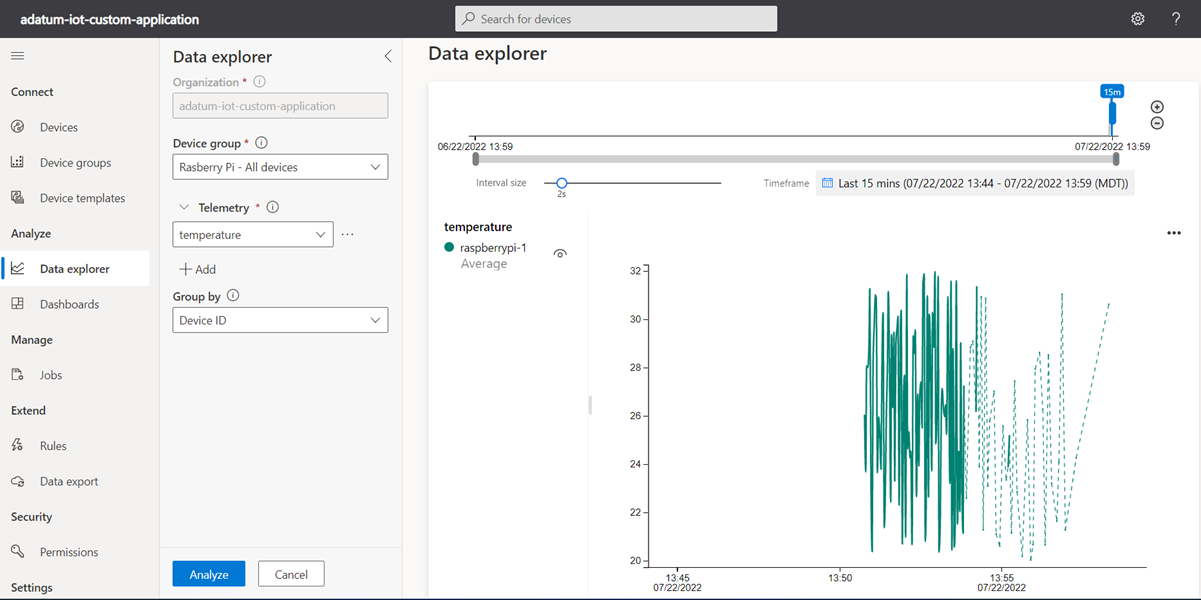 adatum-iot-custom-application
Search for devices
?
Connect
Devices
Device groups
Device templates
Analyze
Data explorer
Dashboards
Manage
Jobs
Extend
Rules
Data export
Security
Permissions
Settings
Data explorer
Organization *
adatum-iot-custom-application
Device group *
Rasberry Pi - All devices
Telemetry *
temperature
...
+ Add
Group by
Device ID
Analyze
Cancel
Data explorer
15m
06/22/2022 13:59
07/22/2022 13:59
Interval size
2s
Timeframe
Last 15 mins (07/22/2022 13:44 - 07/22/2022 13:59 (MDT))
temperature
raspberrypi-1
Average
32
30
28
26
24
22
20
13:45
07/22/2022
13:50
13:55
07/22/2022